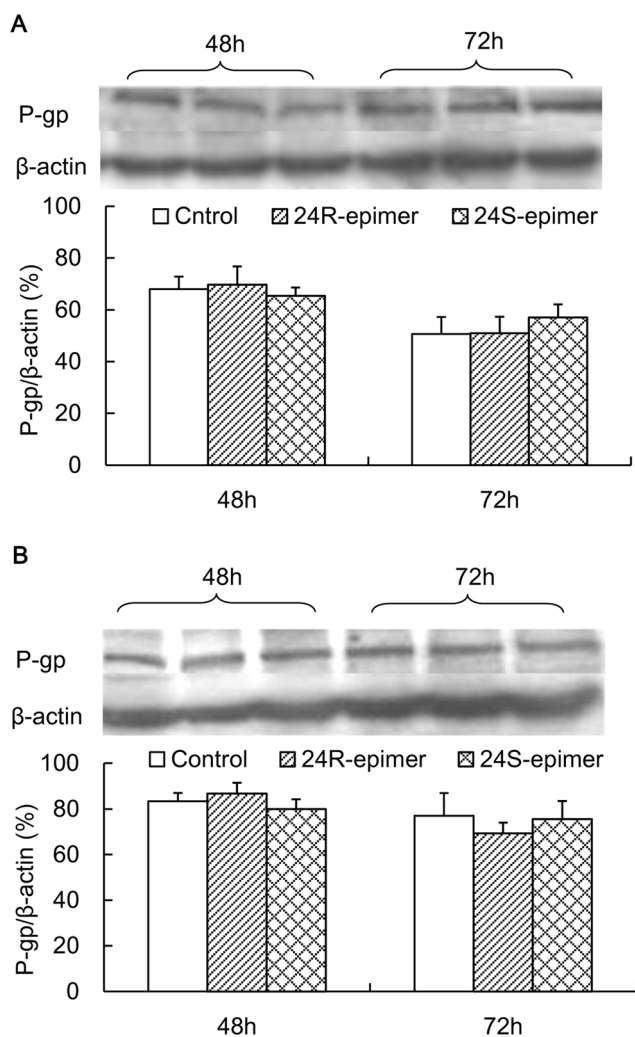 A
48h 72h
P-gp
β-actin
100
80
60
40
20
0
P-gp/β-actin (%)
Cntrol 24R-epimer 24S-epimer
48h 72h
B
48h 72h
P-gp
β-actin
100
80
60
40
20
0
P-gp/β-actin (%)
Control 24R-epimer 24S-epimer
48h 72h